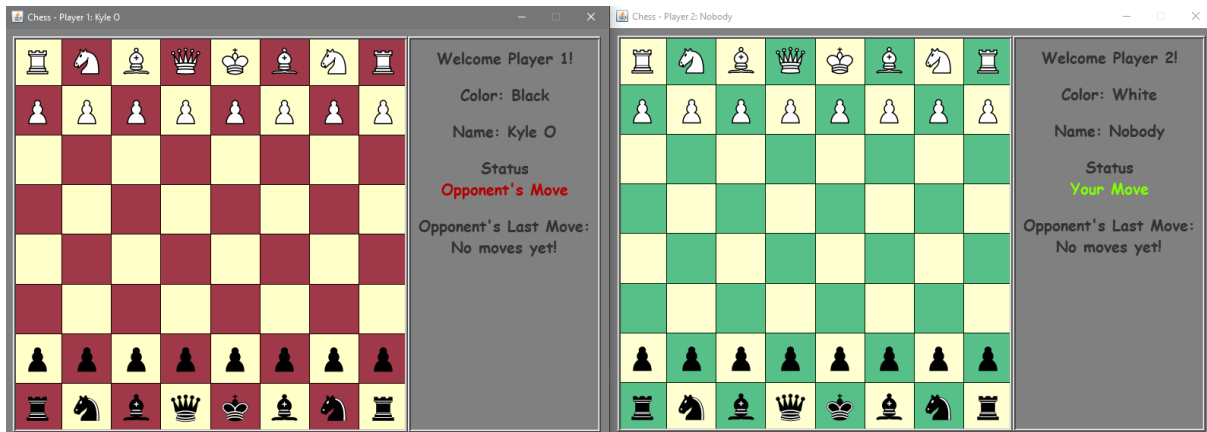 Chess - Player 1: Kyle O
Welcome Player 1!
Color: Black
Name: Kyle O
Status
Opponent's Move
Opponent's Last Move:
No moves yet!
Chess - Player 2: Nobody
Welcome Player 2!
Color: White
Name: Nobody
Status
Your Move
Opponent's Last Move:
No moves yet!